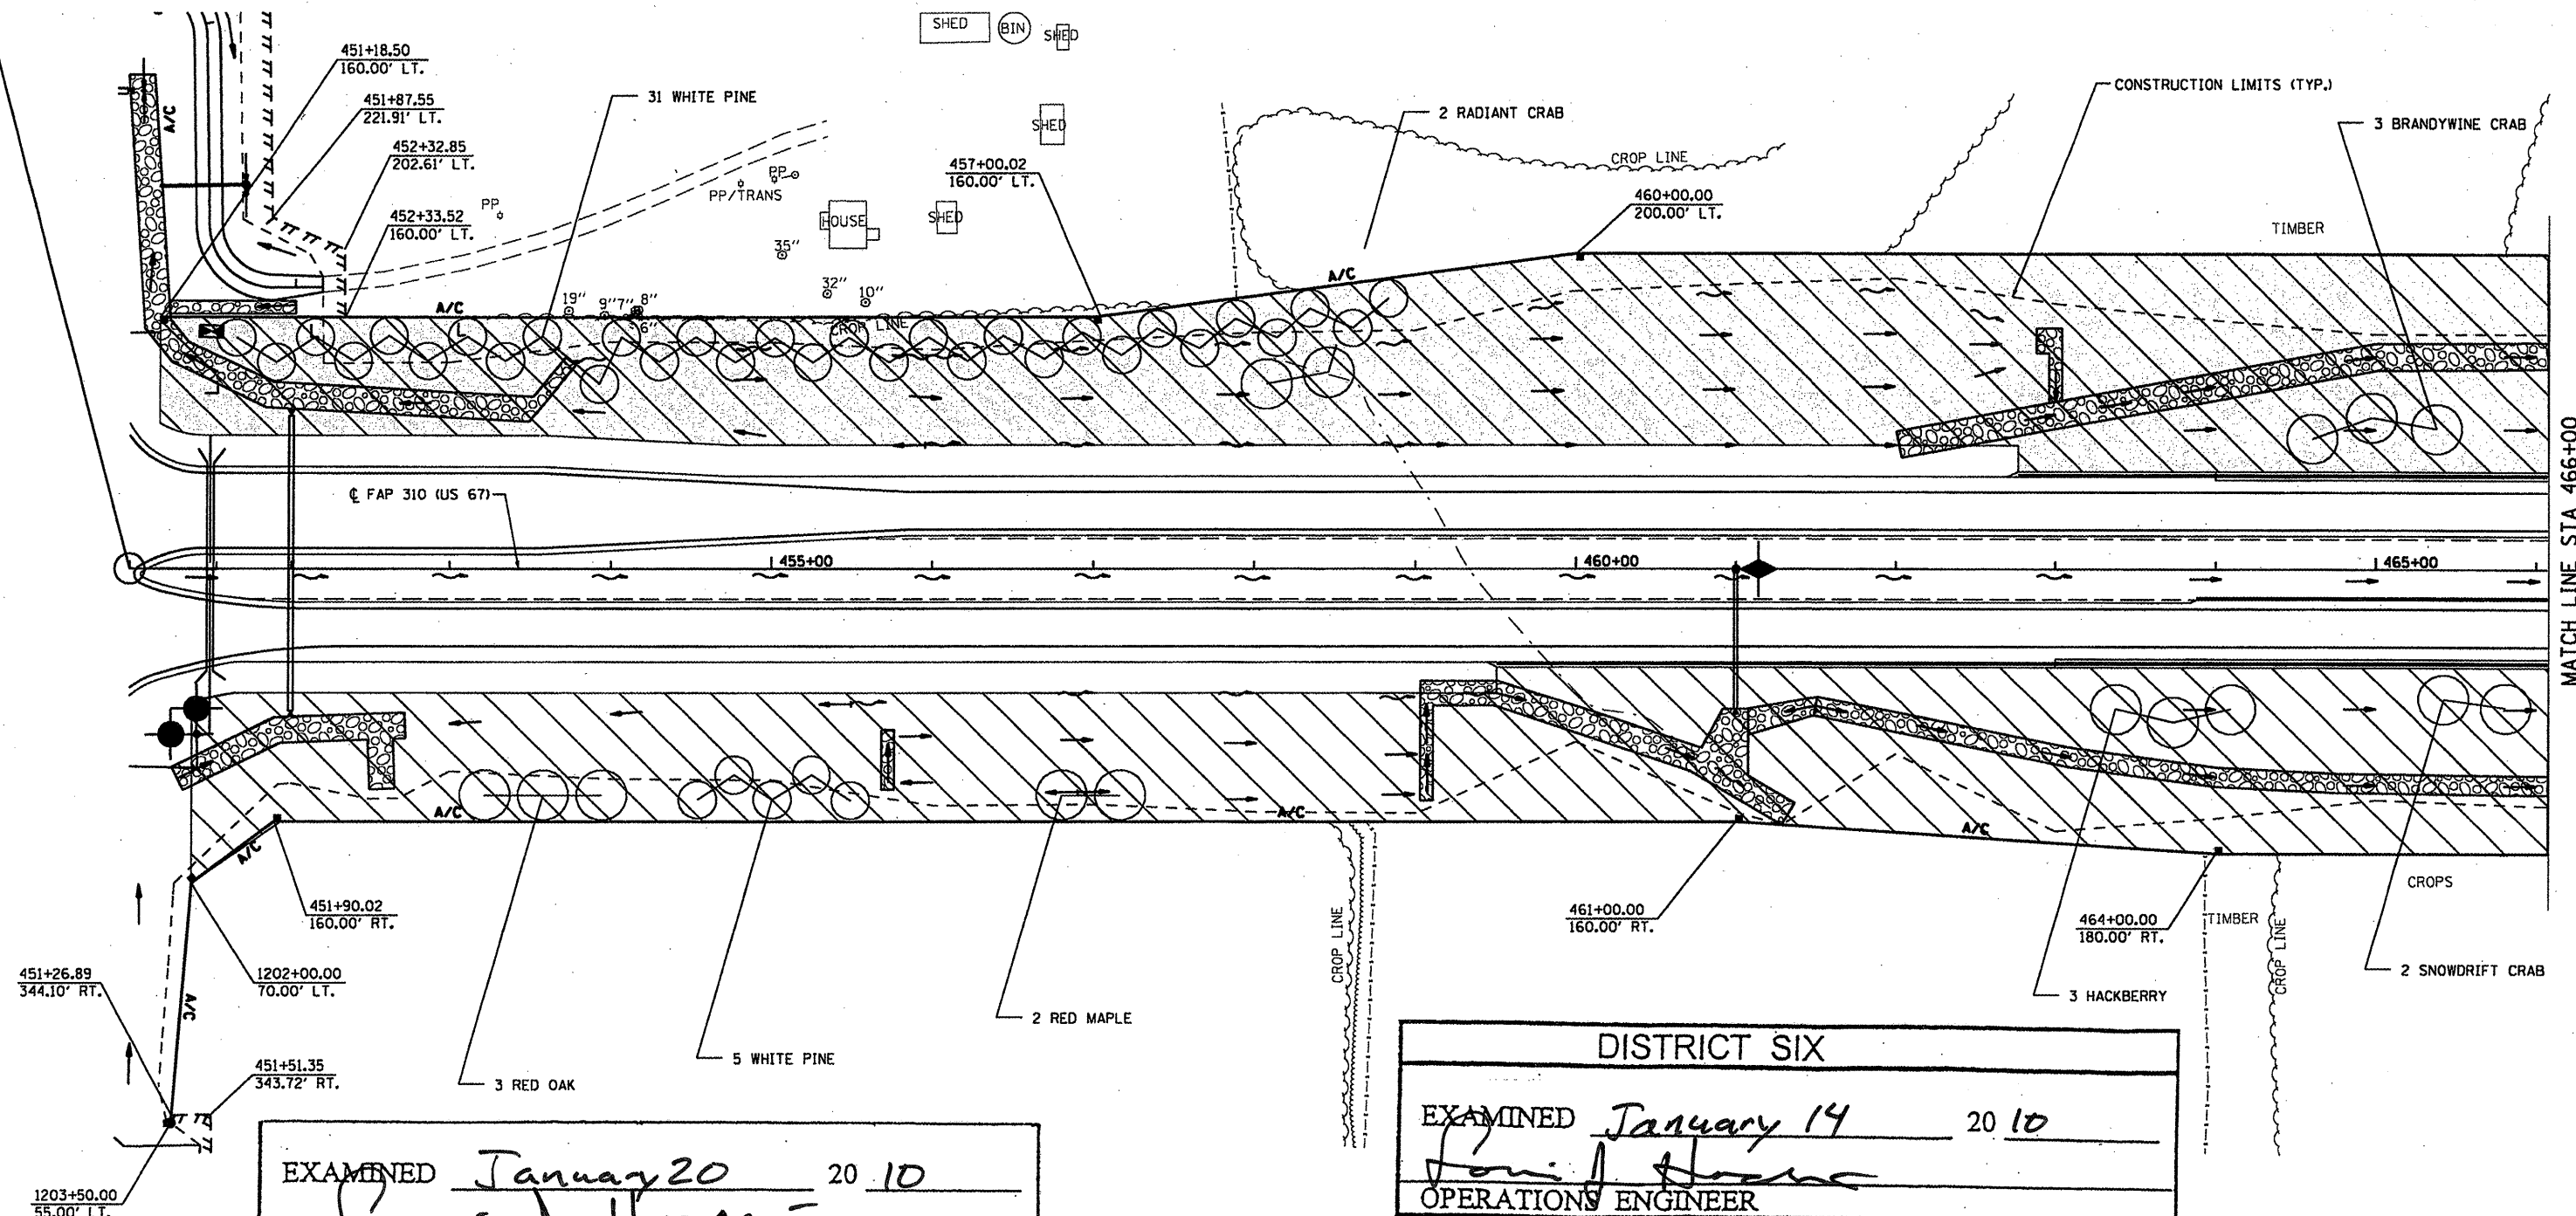 SHED
BIN
SHED
451+18.50
160.00' LT.
31 WHITE PINE
CONSTRUCTION LIMITS (TYP.)
451+87.55
221.91' LT.
2 RADIANT CRAB
3 BRANDYWINE CRAB
A/C
SHED
452+32.85
202.61' LT.
457+00.02
160.00' LT.
CROP LINE
PP
PP/TRANS
460+00.00
200.00' LT.
PP
452+33.52
160.00' LT.
HOUSE
SHED
TIMBER
35"
A/C
32"
10"
19"
9"
7"
8"
6"
A/C
CROP LINE
℄ FAP 310 (US 67)
455+00
460+00
465+00
MATCH LINE STA 466+00
A/C
A/C
A/C
A/C
CROPS
451+90.02
160.00' RT.
461+00.00
160.00' RT.
464+00.00
180.00' RT.
TIMBER
CROP LINE
CROP LINE
451+26.89
344.10' RT.
1202+00.00
70.00' LT.
A/C
2 SNOWDRIFT CRAB
3 HACKBERRY
2 RED MAPLE
5 WHITE PINE
3 RED OAK
451+51.35
343.72' RT.
1203+50.00
55.00' LT.
DISTRICT SIX
EXAMINED January 14 20 10
OPERATIONS ENGINEER
EXAMINED January 20 20 10